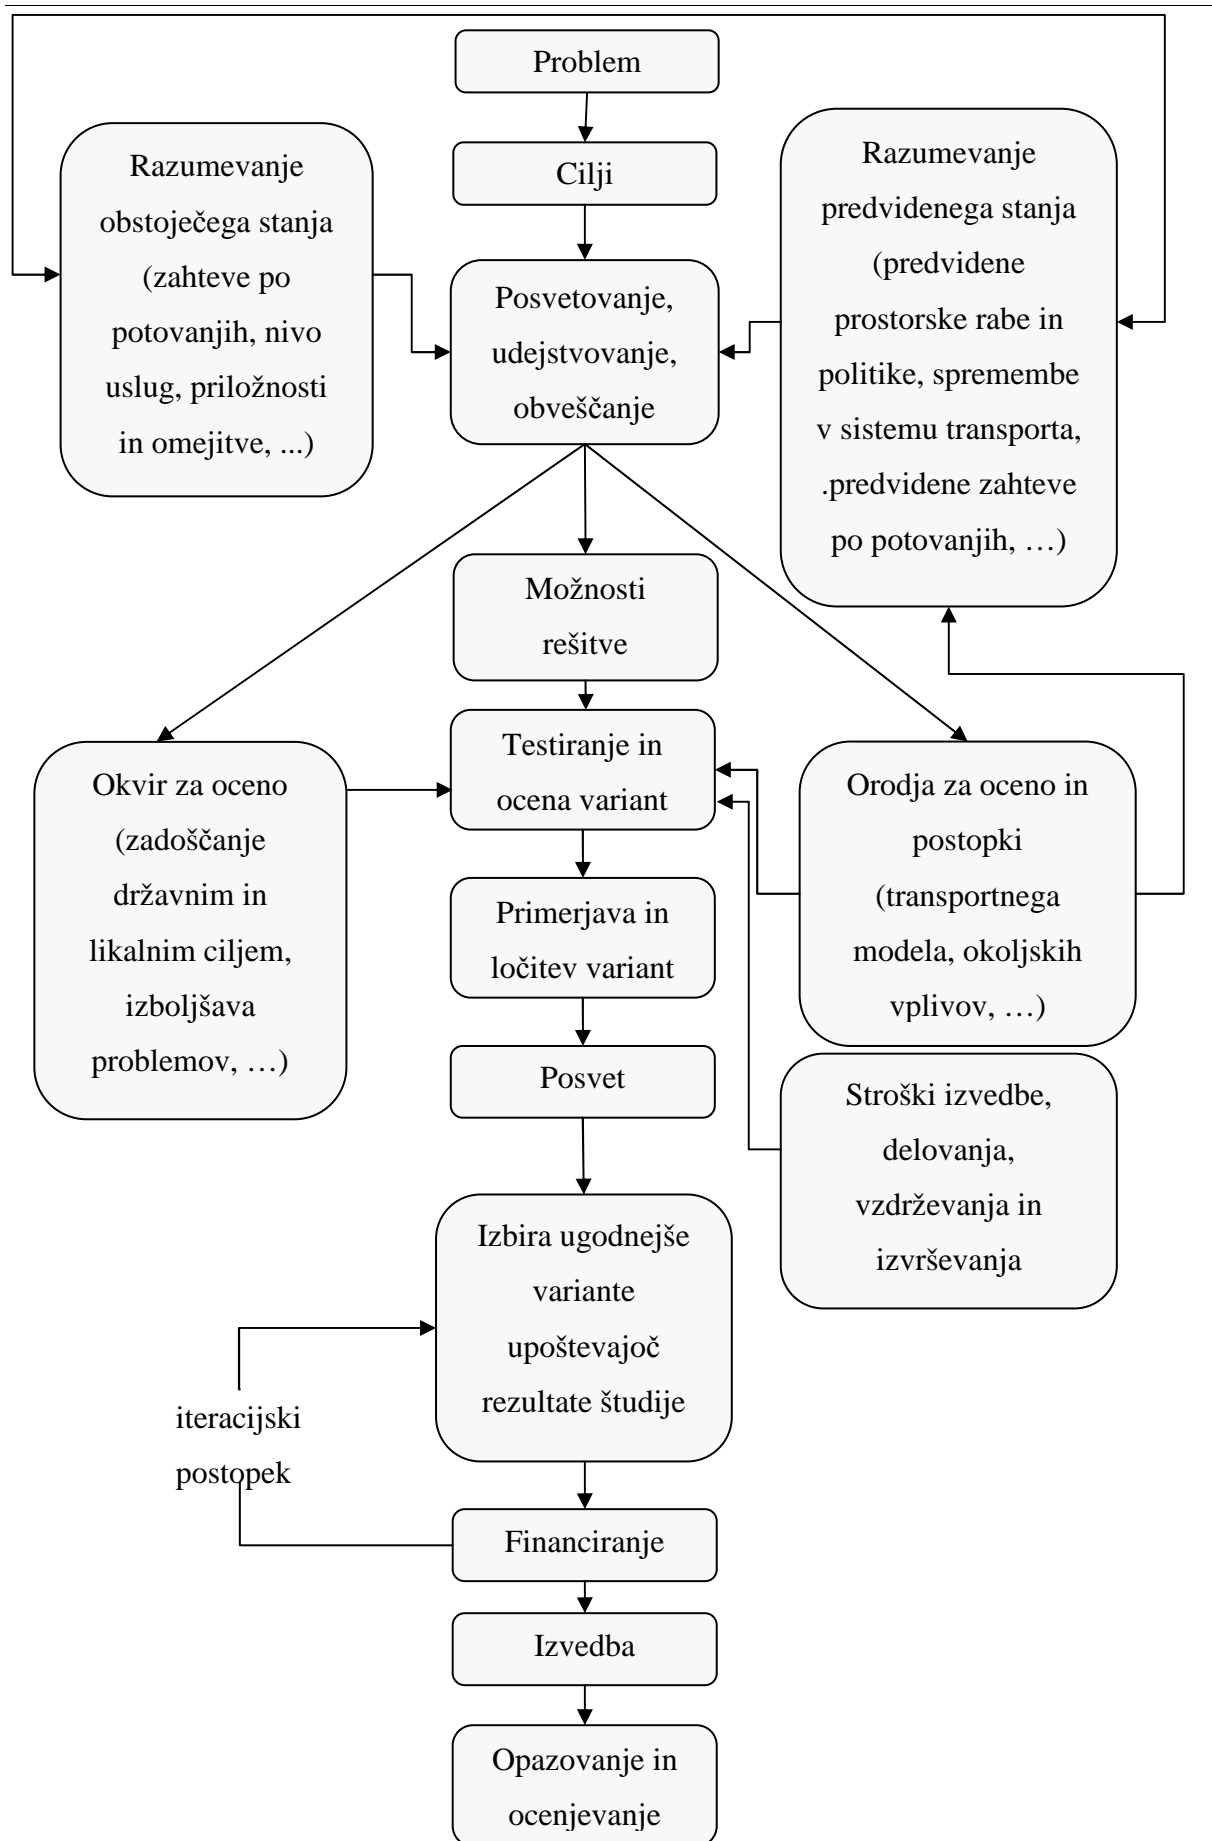 Problem
Cilji
Razumevanje
obstoječega stanja
(zahteve po
potovanjih, nivo
uslug, priložnosti
in omejitve, ...)
Posvetovanje,
udejstvovanje,
obveščanje
Razumevanje
predvidenega stanja
(predvidene
prostorske rabe in
politike, spremembe
v sistemu transporta,
.predvidene zahteve
po potovanjih, …)
Možnosti
rešitve
Testiranje in
ocena variant
Okvir za oceno
(zadoščanje
državnim in
likalnim ciljem,
izboljšava
problemov, …)
Orodja za oceno in
postopki
(transportnega
modela, okoljskih
vplivov, …)
Primerjava in
ločitev variant
Posvet
Stroški izvedbe,
delovanja,
vzdrževanja in
izvrševanja
Izbira ugodnejše
variante
upoštevajoč
rezultate študije
iteracijski
postopek
Financiranje
Izvedba
Opazovanje in
ocenjevanje